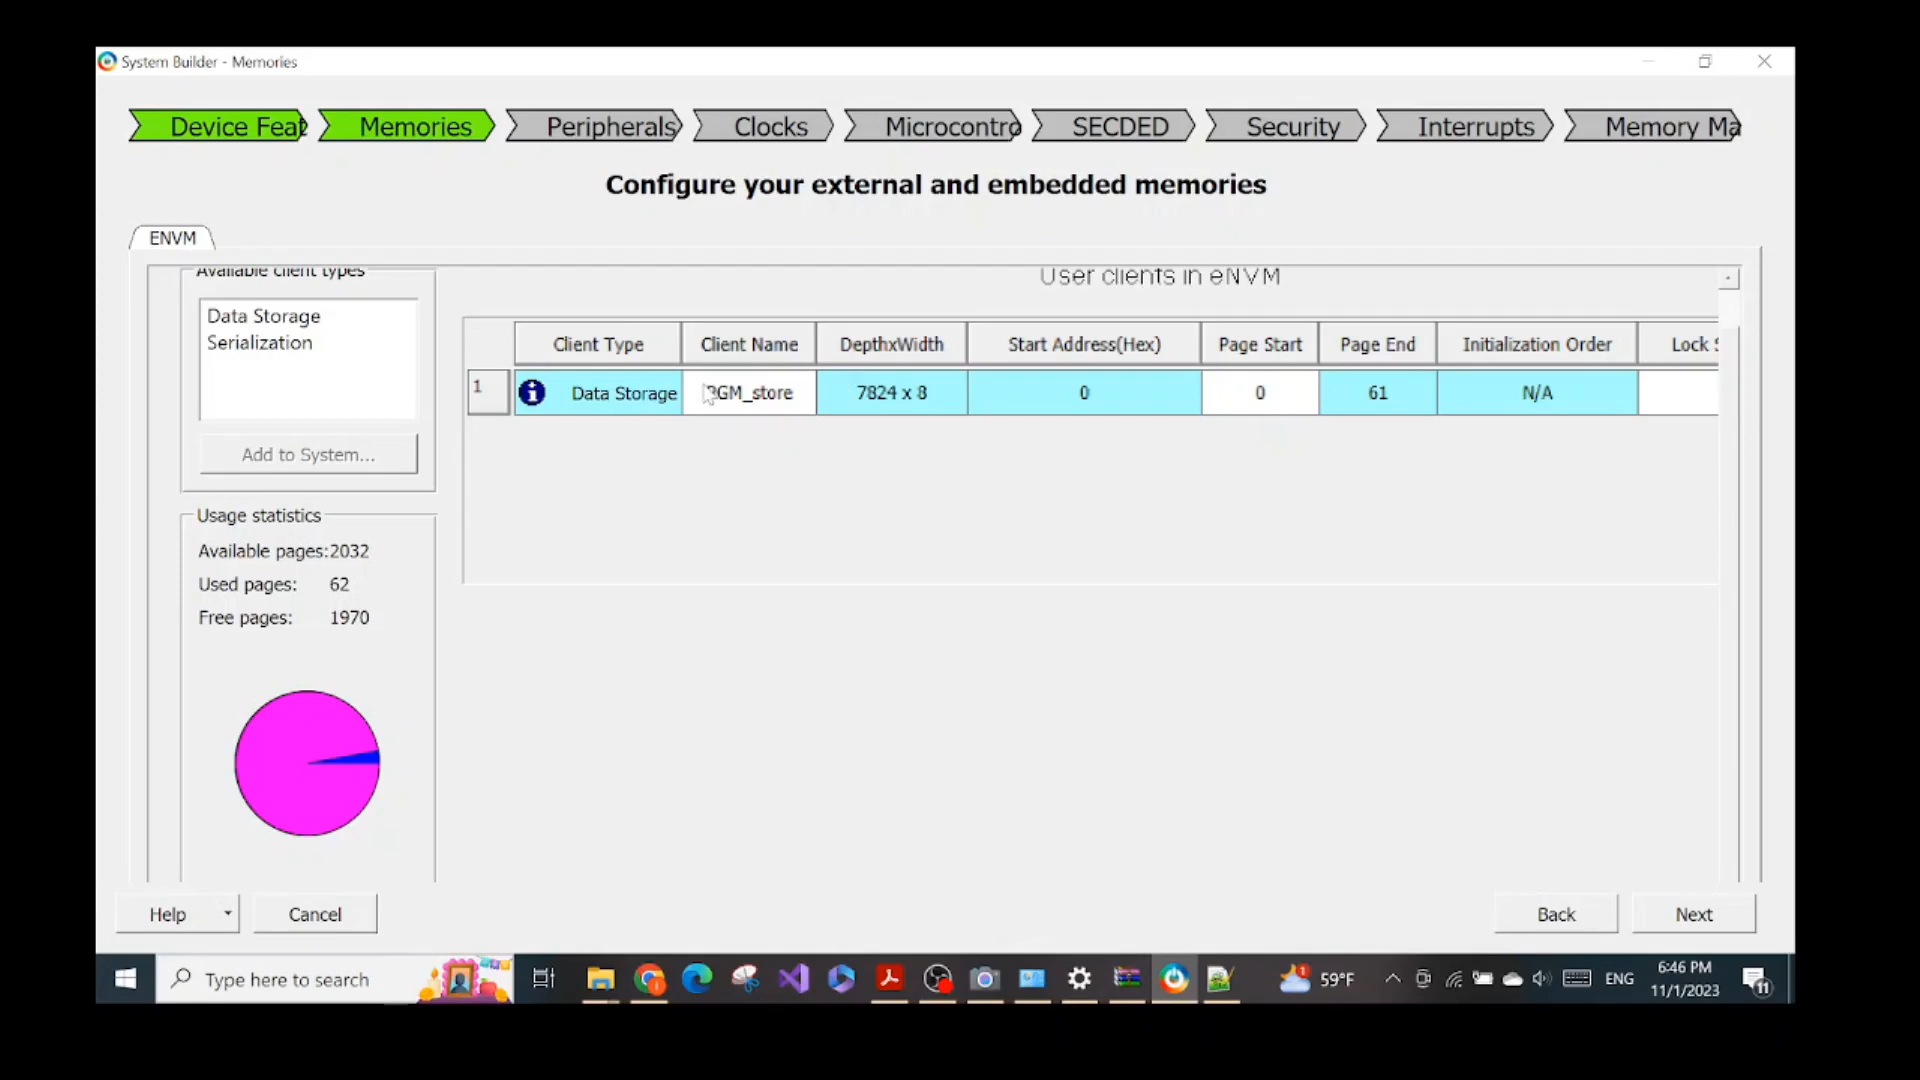 System Builder - Memories
Device Feat
Memories
Peripherals
Clocks
Microcontro
SECDED
Security
Interrupts
Memory Ma
Configure your external and embedded memories
ENVM
Available client types
Data Storage
Serialization
Add to System...
User clients in eNVM
Client Type
Client Name
DepthxWidth
Start Address(Hex)
Page Start
Page End
Initialization Order
Lock S
1
Data Storage
7824 x 8
0
0
61
N/A
Usage statistics
Available pages:2032
Used pages: 62
Free pages: 1970
Help
Cancel
Back
Next
Type here to search
59°F
ENG
6:46 PM
11/1/2023
11